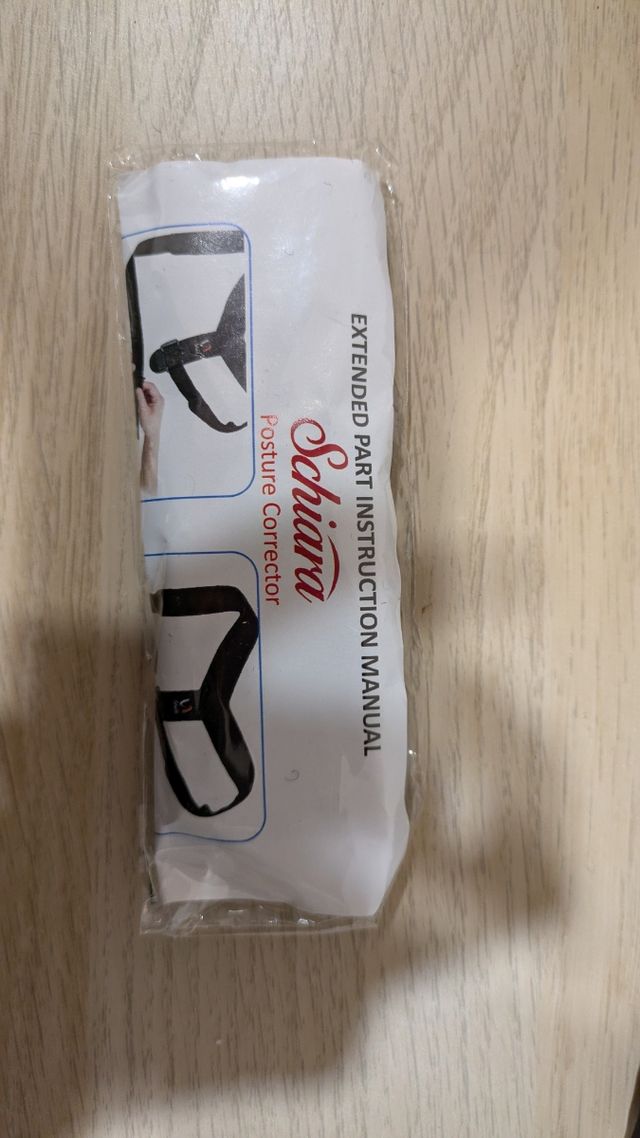 EXTENDED PART INSTRUCTION MANUAL
Schiara
Posture Corrector